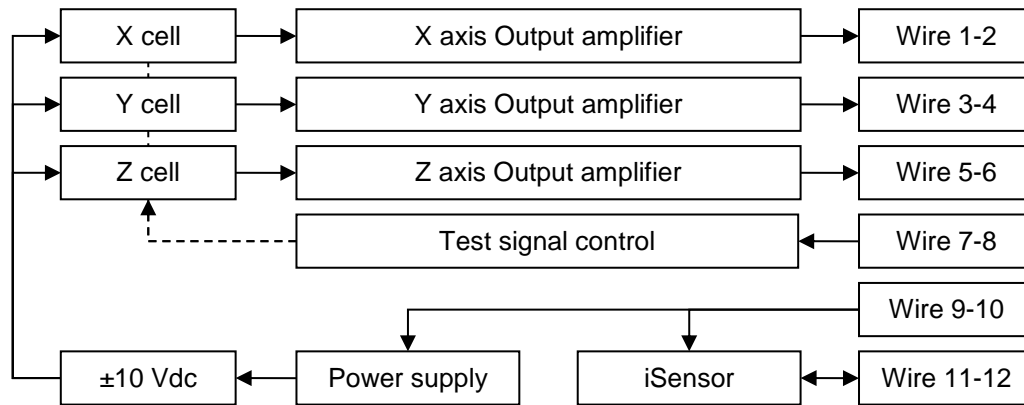 X cell
X axis Output amplifier
Wire 1-2
Y cell
Y axis Output amplifier
Wire 3-4
Z cell
Z axis Output amplifier
Wire 5-6
Test signal control
Wire 7-8
Wire 9-10
±10 Vdc
Power supply
iSensor
Wire 11-12